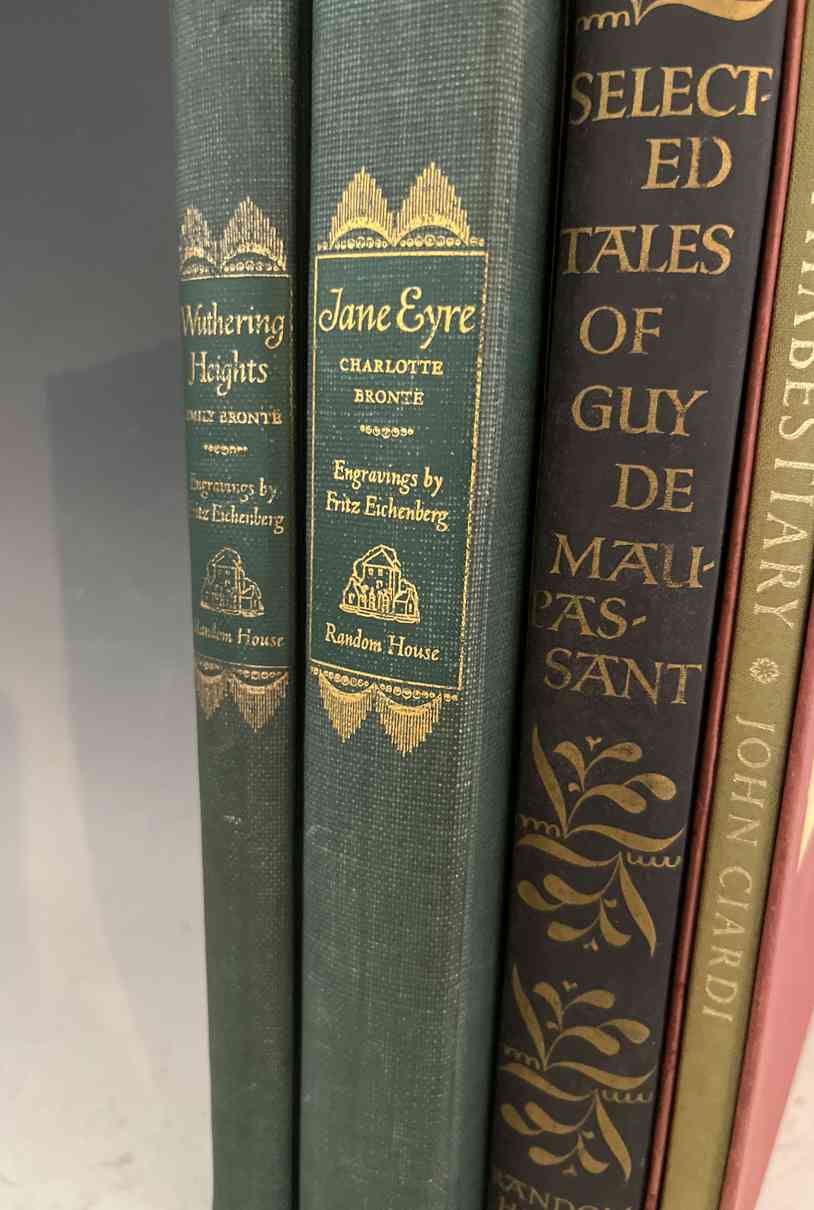 Wuthering
Heights
EMILY BRONTË
Engravings by
Fritz Eichenberg
Random House
Jane Eyre
CHARLOTTE
BRONTË
Engravings by
Fritz Eichenberg
Random House
SELECT-
ED
TALES
OF
GUY
DE
MAU-
PAS-
SANT
RANDOM
JOHN CIARDI